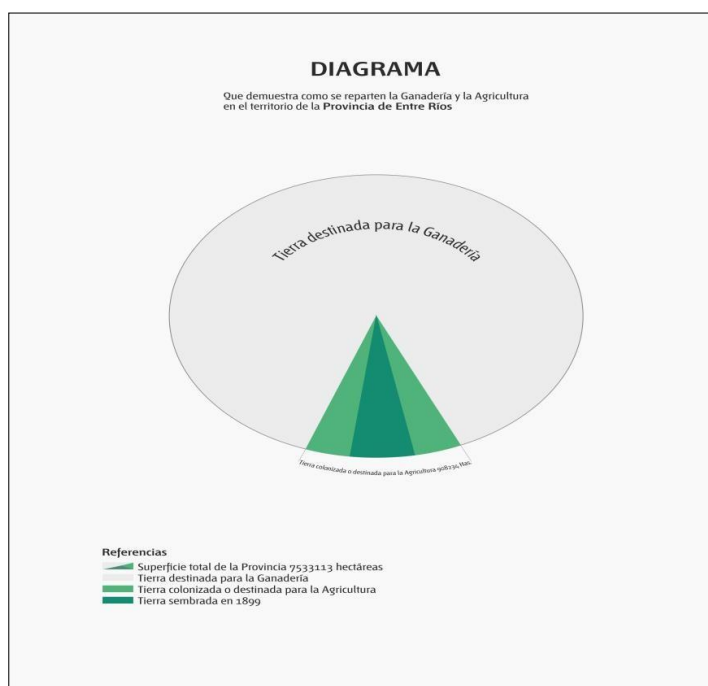 DIAGRAMA
Que demuestra como se reparten la Ganadería y la Agricultura
en el territorio de la Provincia de Entre Ríos
Tierra destinada para la Ganadería
Tierra colonizada o destinada para la Agricultura 908234 Has.
Referencias
Superficie total de la Provincia 7533113 hectáreas
Tierra destinada para la Ganadería
Tierra colonizada o destinada para la Agricultura
Tierra sembrada en 1899